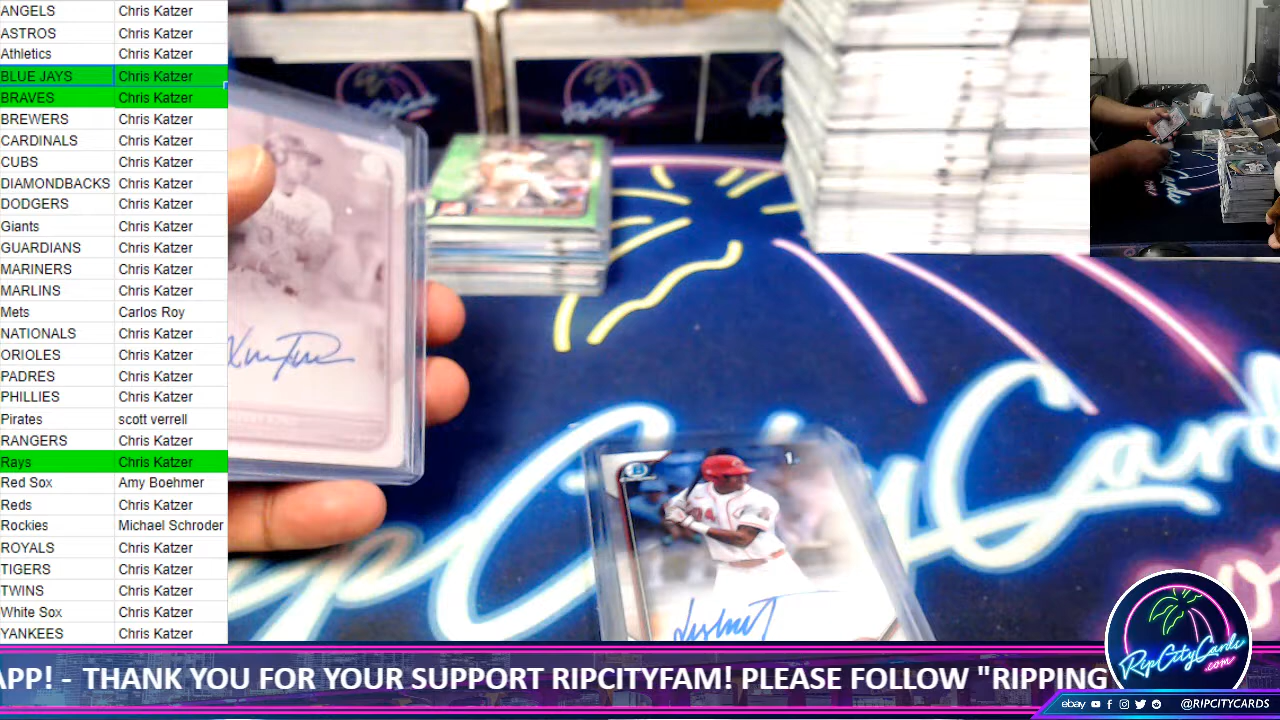 ANGELS Chris Katzer
ASTROS Chris Katzer
Athletics Chris Katzer
BLUE JAYS Chris Katzer
BRAVES Chris Katzer
BREWERS Chris Katzer
CARDINALS Chris Katzer
CUBS Chris Katzer
DIAMONDBACKS Chris Katzer
DODGERS Chris Katzer
Giants Chris Katzer
GUARDIANS Chris Katzer
MARINERS Chris Katzer
MARLINS Chris Katzer
Mets Carlos Roy
NATIONALS Chris Katzer
ORIOLES Chris Katzer
PADRES Chris Katzer
PHILLIES Chris Katzer
Pirates scott verrell
RANGERS Chris Katzer
Rays Chris Katzer
Red Sox Amy Boehmer
Reds Chris Katzer
Rockies Michael Schroder
ROYALS Chris Katzer
TIGERS Chris Katzer
TWINS Chris Katzer
White Sox Chris Katzer
YANKEES Chris Katzer
RipCityCards
1st
RipCityCards
.com
APP! - THANK YOU FOR YOUR SUPPORT RIPCITYFAM! PLEASE FOLLOW "RIPPING
ebay @RIPCITYCARDS